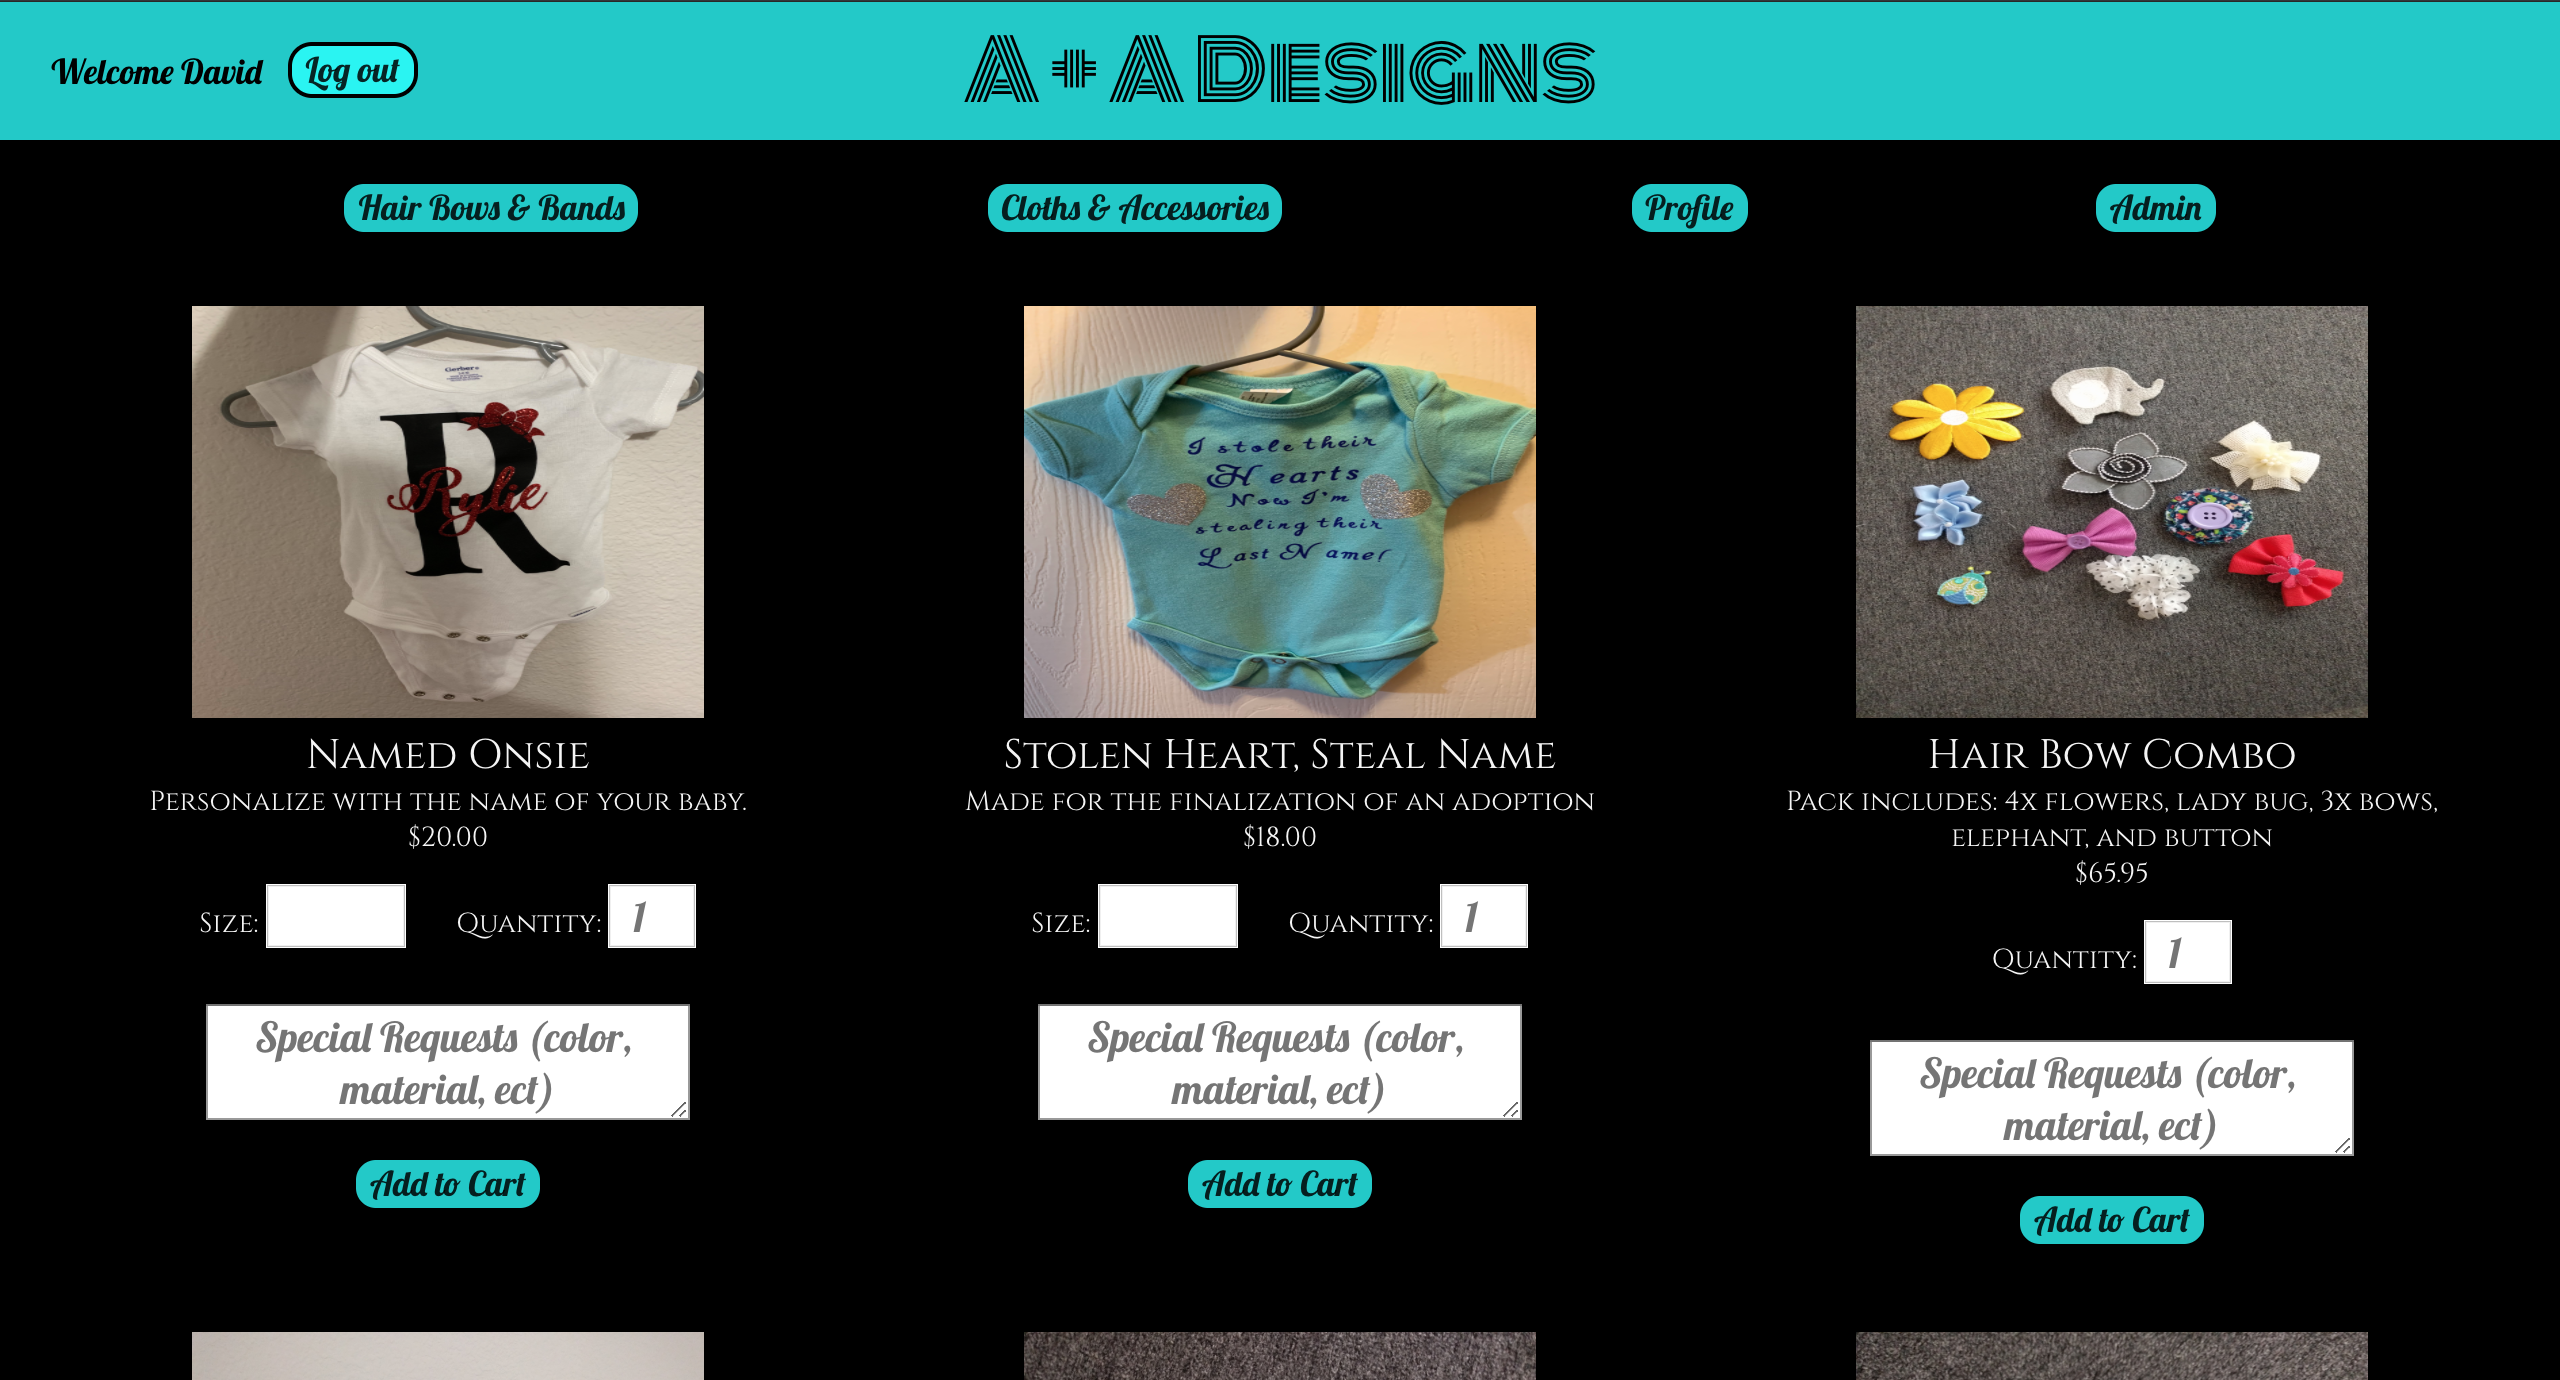 Welcome David
Log out
A + A Designs
Hair Bows & Bands
Cloths & Accessories
Profile
Admin
Gerber
R
Rylie
I stole their
Hearts
Now I'm
stealing their
Last Name!
Named Onsie
Personalize with the name of your baby.
$20.00
Size:
Quantity: 1
Special Requests (color,
material, ect)
Add to Cart
Stolen Heart, Steal Name
Made for the finalization of an adoption
$18.00
Size:
Quantity: 1
Special Requests (color,
material, ect)
Add to Cart
Hair Bow Combo
Pack includes: 4x flowers, lady bug, 3x bows,
elephant, and button
$65.95
Quantity: 1
Special Requests (color,
material, ect)
Add to Cart